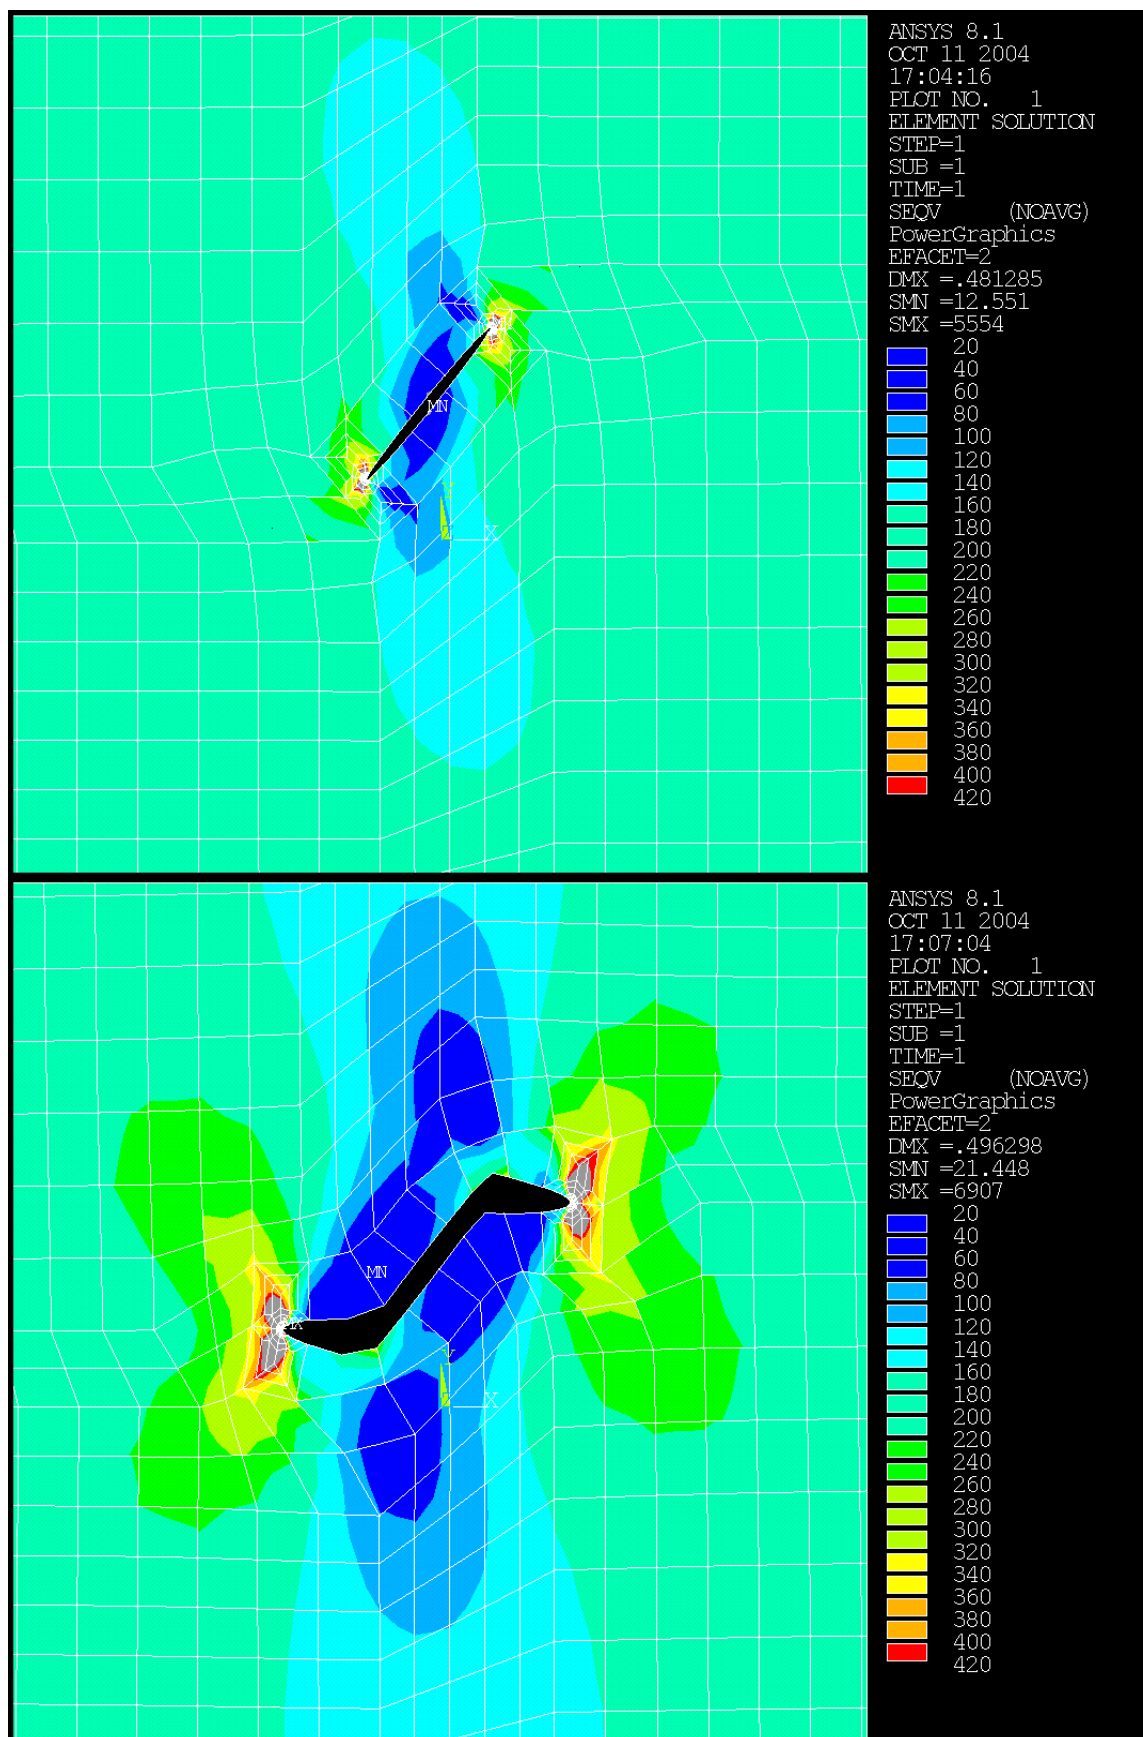 ANSYS 8.1
OCT 11 2004
17:04:16
PLOT NO. 1
ELEMENT SOLUTION
STEP=1
SUB =1
TIME=1
SEQV (NOAVG)
PowerGraphics
EFACET=2
DMX =.481285
SMN =12.551
SMX =5554
20
40
60
80
100
120
140
160
180
200
220
240
260
280
300
320
340
360
380
400
420
MN
Y
X
ANSYS 8.1
OCT 11 2004
17:07:04
PLOT NO. 1
ELEMENT SOLUTION
STEP=1
SUB =1
TIME=1
SEQV (NOAVG)
PowerGraphics
EFACET=2
DMX =.496298
SMN =21.448
SMX =6907
20
40
60
80
100
120
140
160
180
200
220
240
260
280
300
320
340
360
380
400
420
MN
MX
Y
X